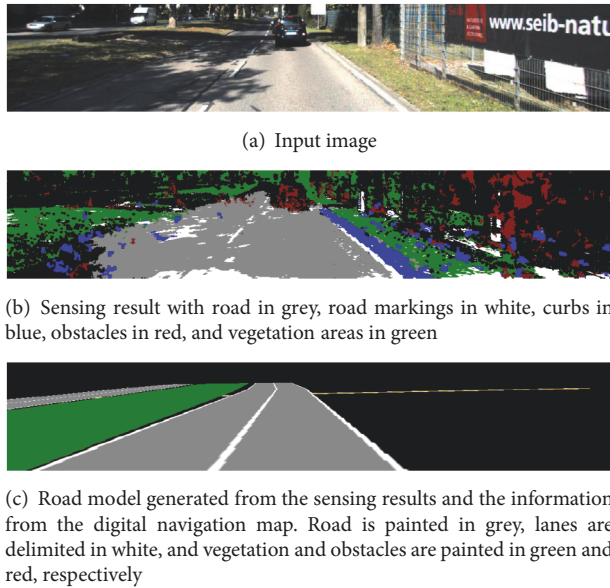 www.seib-natu
(a) Input image
(b) Sensing result with road in grey, road markings in white, curbs in
blue, obstacles in red, and vegetation areas in green
(c) Road model generated from the sensing results and the information
from the digital navigation map. Road is painted in grey, lanes are
delimited in white, and vegetation and obstacles are painted in green and
red, respectively